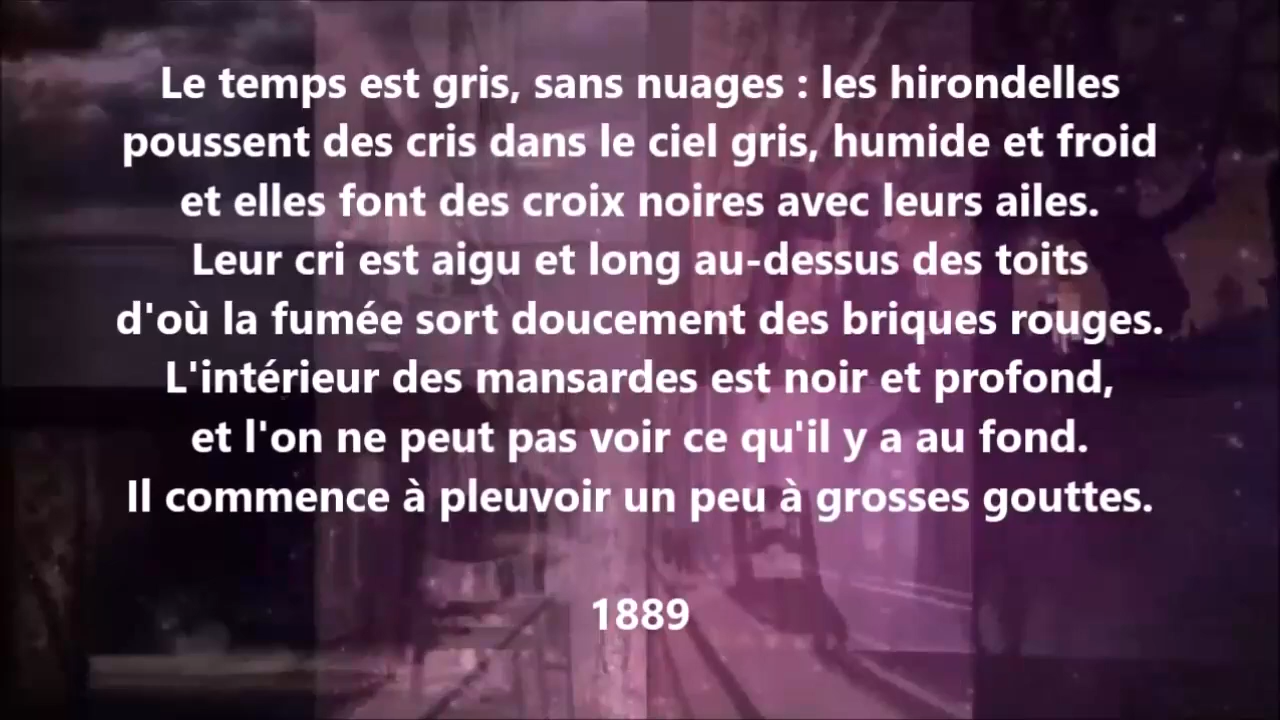 Le temps est gris, sans nuages : les hirondelles
poussent des cris dans le ciel gris, humide et froid
et elles font des croix noires avec leurs ailes.
Leur cri est aigu et long au-dessus des toits
d'où la fumée sort doucement des briques rouges.
L'intérieur des mansardes est noir et profond,
et l'on ne peut pas voir ce qu'il y a au fond.
Il commence à pleuvoir un peu à grosses gouttes.
1889